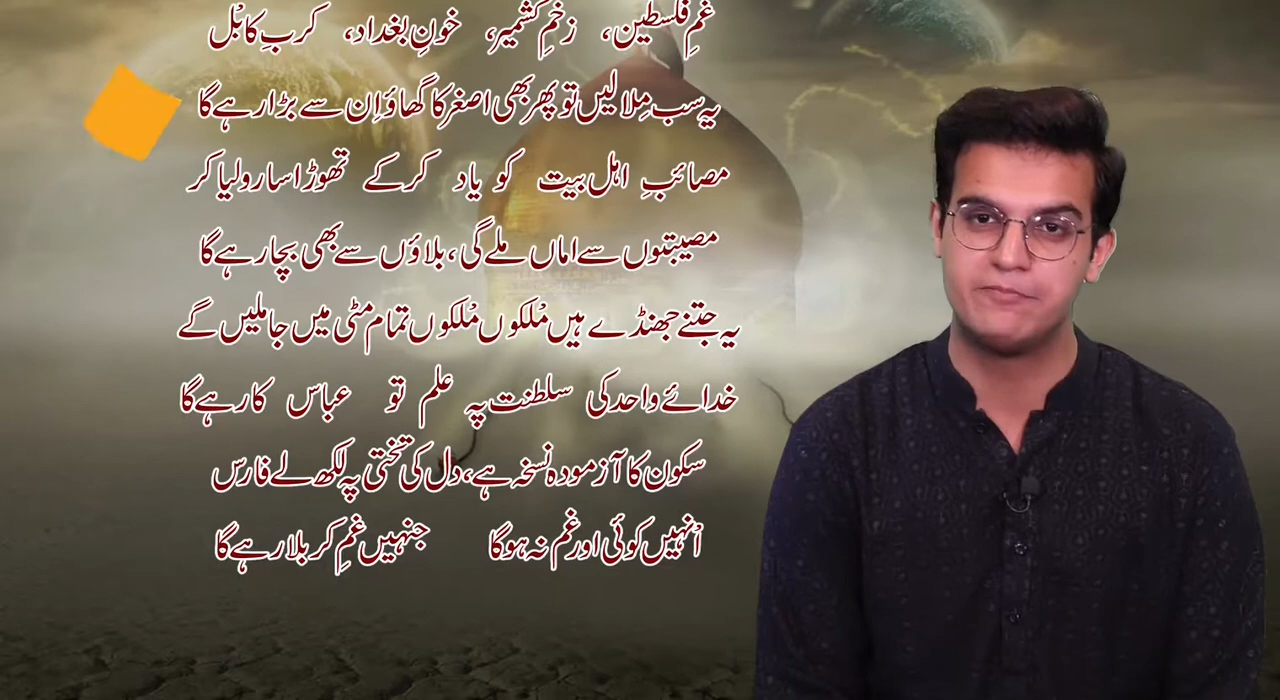 غمِ فلسطین، زخمِ کشمیر، خونِ بغداد، کربِ کابُل
یہ سب مِلا لیں تو پھر بھی اصغر کا گھاؤ اِن سے بڑا رہے گا
مصائبِ اہل بیت کو یاد کرکے تھوڑا سا رو لیا کر
مصیبتوں سے اماں ملے گی، بلاؤں سے بھی بچا رہے گا
یہ جتنے جھنڈے ہیں مُلکوں مُلکوں تمام مٹی میں جا ملیں گے
خدائے واحد کی سلطنت پہ علم تو عباس کا رہے گا
سکون کا آزمودہ نسخہ ہے، دل کی تختی پہ لکھ لے فارس
اُنہیں کوئی اور غم نہ ہوگا جنہیں غمِ کربلا رہے گا